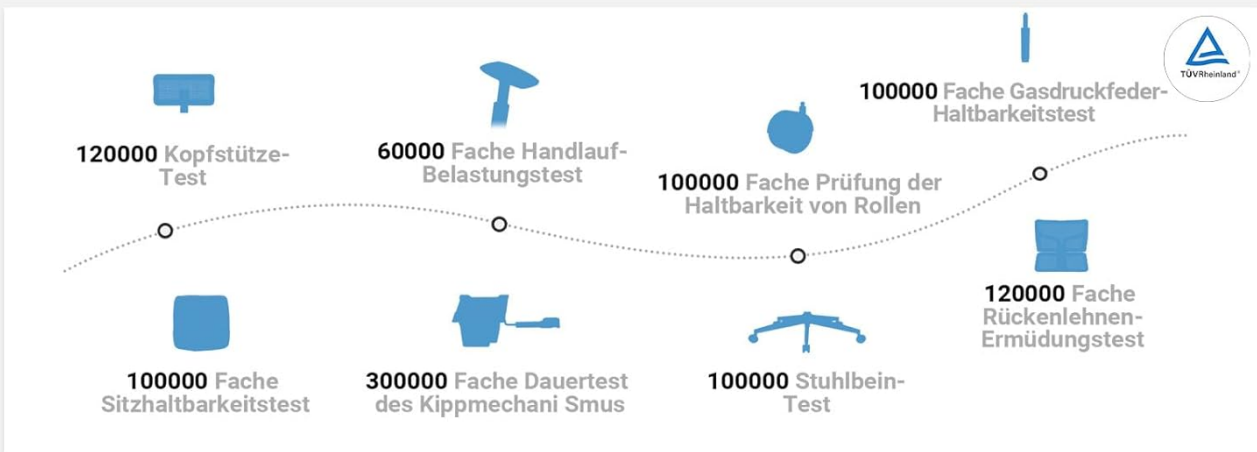 120000 Kopfstütze-
Test
60000 Fache Handlauf-
Belastungstest
100000 Fache Prüfung der
Haltbarkeit von Rollen
100000 Fache Gasdruckfeder-
Haltbarkeitstest
TÜVRheinland®
100000 Fache
Sitzhaltbarkeitstest
300000 Fache Dauertest
des Kippmechani Smus
100000 Stuhlbein-
Test
120000 Fache
Rückenlehnen-
Ermüdungstest